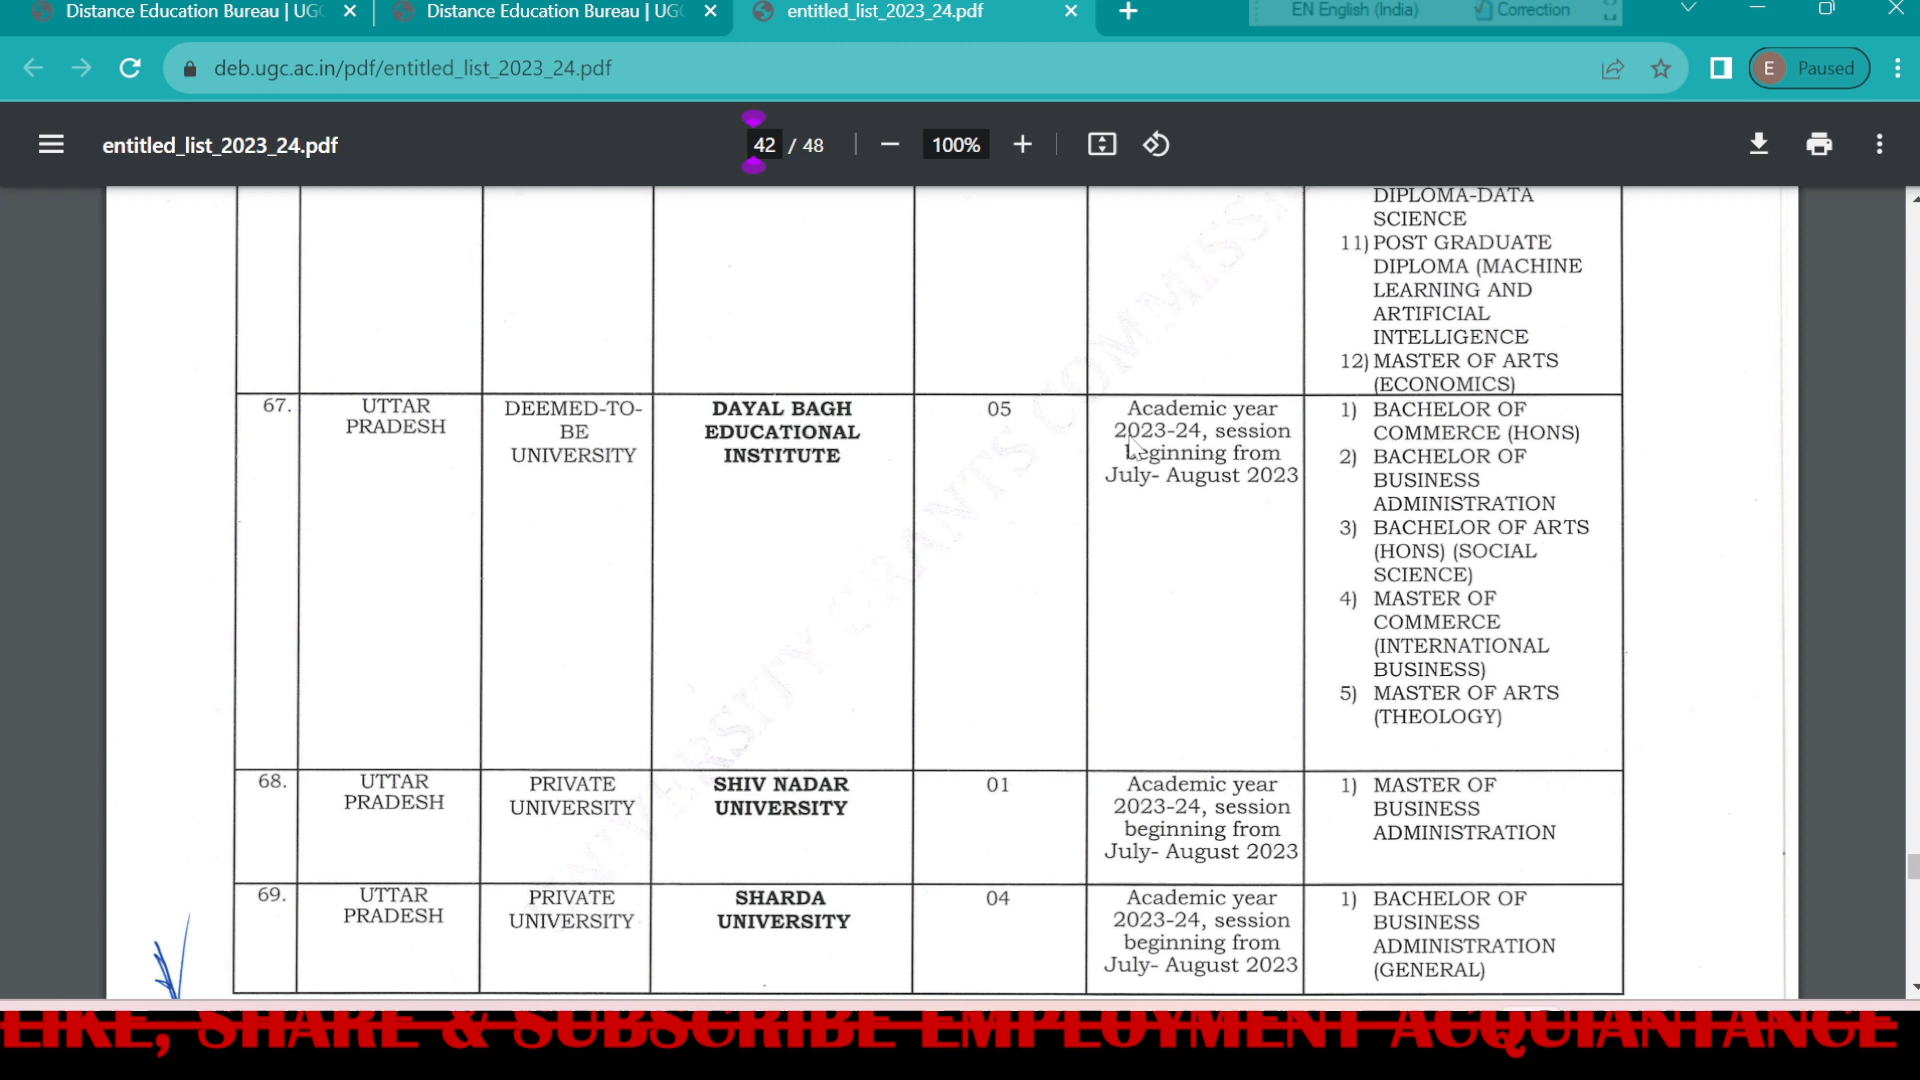 Distance Education Bureau | UGC
Distance Education Bureau | UGC
entitled_list_2023_24.pdf
EN English (India)
Correction
deb.ugc.ac.in/pdf/entitled_list_2023_24.pdf
E
Paused
entitled_list_2023_24.pdf
42 / 48
100%
DIPLOMA-DATA
SCIENCE
11) POST GRADUATE
DIPLOMA (MACHINE
LEARNING AND
ARTIFICIAL
INTELLIGENCE
12) MASTER OF ARTS
(ECONOMICS)
67.
UTTAR
PRADESH
DEEMED-TO-
BE
UNIVERSITY
DAYAL BAGH
EDUCATIONAL
INSTITUTE
05
Academic year
2023-24, session
beginning from
July- August 2023
1) BACHELOR OF
COMMERCE (HONS)
2) BACHELOR OF
BUSINESS
ADMINISTRATION
3) BACHELOR OF ARTS
(HONS) (SOCIAL
SCIENCE)
4) MASTER OF
COMMERCE
(INTERNATIONAL
BUSINESS)
5) MASTER OF ARTS
(THEOLOGY)
68.
UTTAR
PRADESH
PRIVATE
UNIVERSITY
SHIV NADAR
UNIVERSITY
01
Academic year
2023-24, session
beginning from
July- August 2023
1) MASTER OF
BUSINESS
ADMINISTRATION
69.
UTTAR
PRADESH
PRIVATE
UNIVERSITY
SHARDA
UNIVERSITY
04
Academic year
2023-24, session
beginning from
July- August 2023
1) BACHELOR OF
BUSINESS
ADMINISTRATION
(GENERAL)
UNIVERSITY GRANTS COMMISS
LIKE, SHARE & SUBSCRIBE EMPLOYMENT ACQUIANTANCE